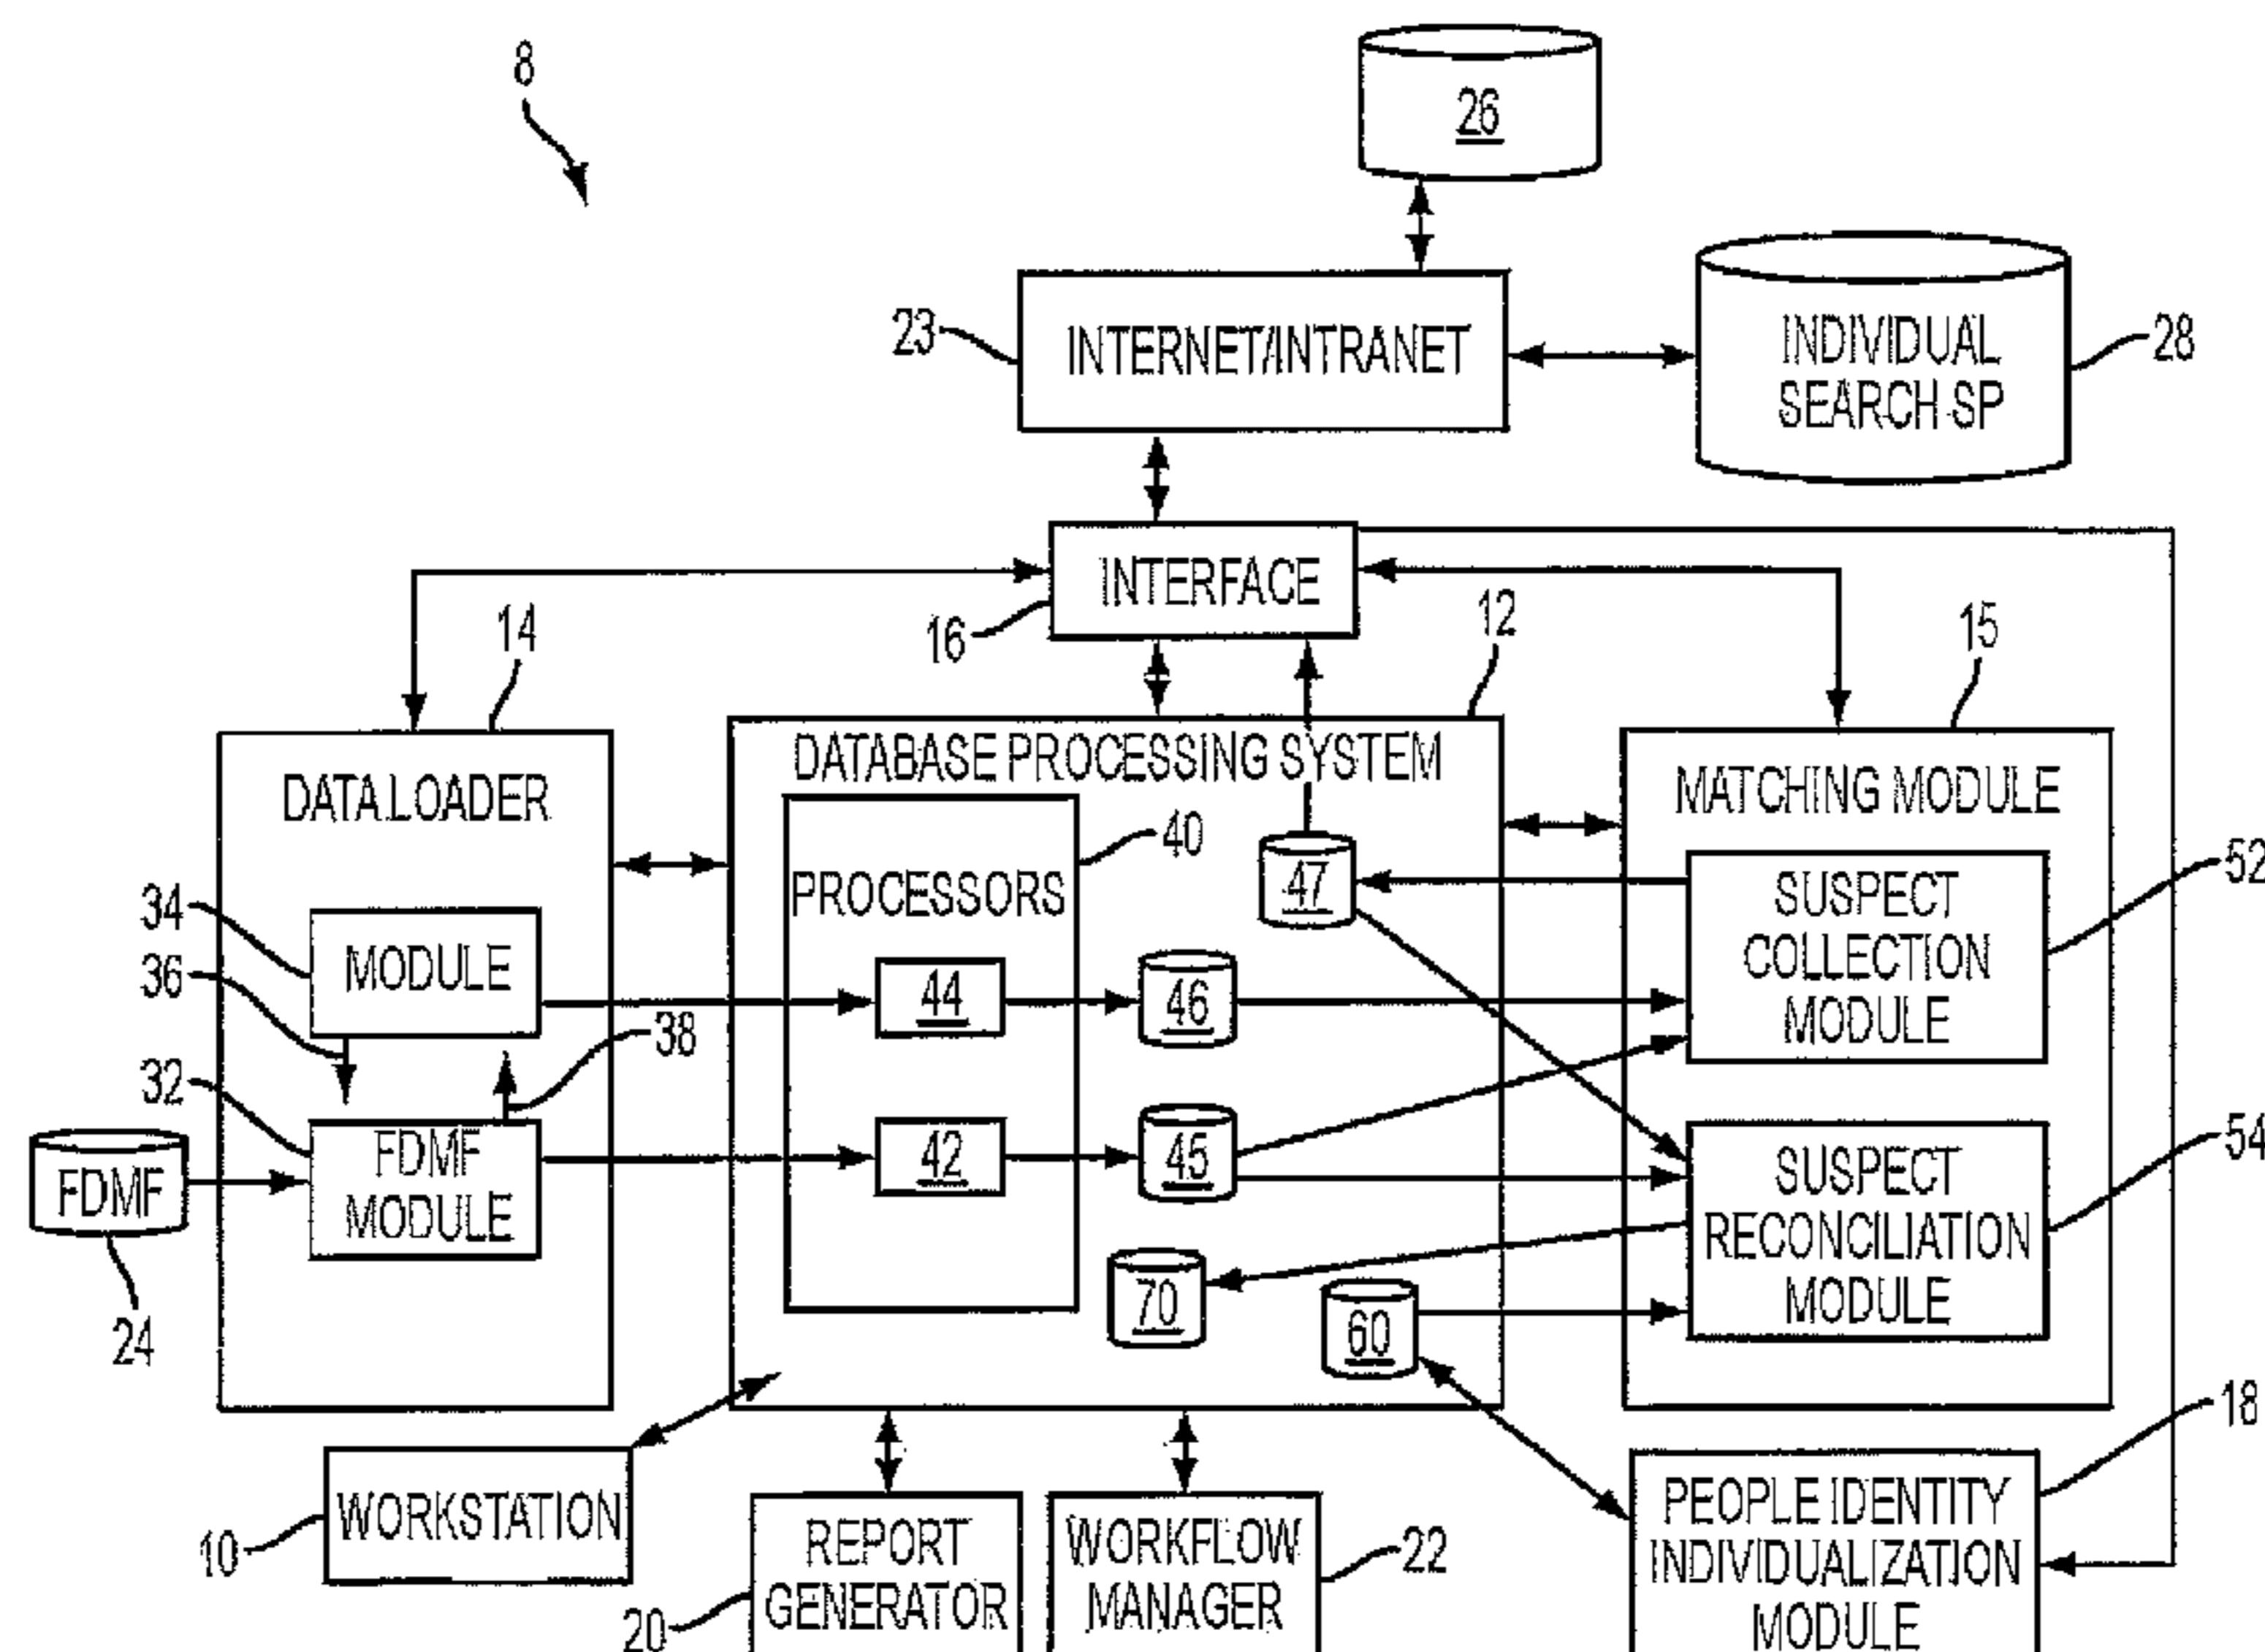 8
26
23
INTERNET/INTRANET
INDIVIDUAL
SEARCH SP
28
INTERFACE
16
14
12
15
DATA LOADER
DATABASE PROCESSING SYSTEM
MATCHING MODULE
40
PROCESSORS
47
SUSPECT
COLLECTION
MODULE
52
34
MODULE
36
44
46
38
32
FDMF
MODULE
FDMF
24
42
45
SUSPECT
RECONCILIATION
MODULE
54
70
60
WORKSTATION
10
REPORT
GENERATOR
20
WORKFLOW
MANAGER
22
18
PEOPLE IDENTITY
INDIVIDUALIZATION
MODULE